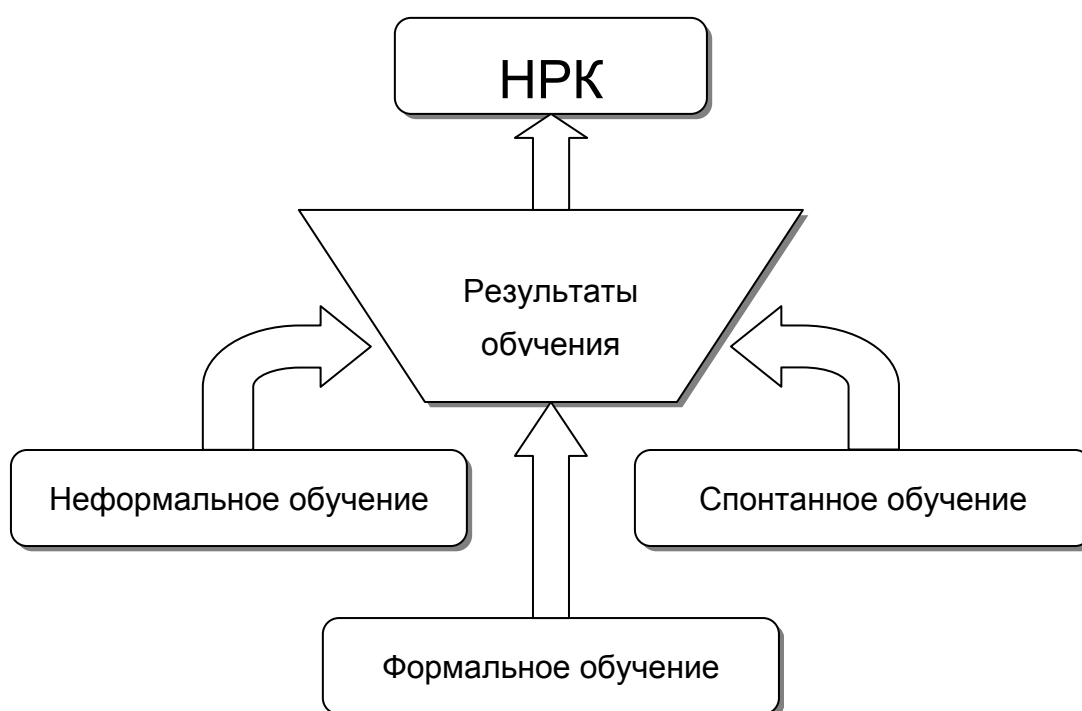 НРК
Результаты
обучения
Неформальное обучение
Спонтанное обучение
Формальное обучение